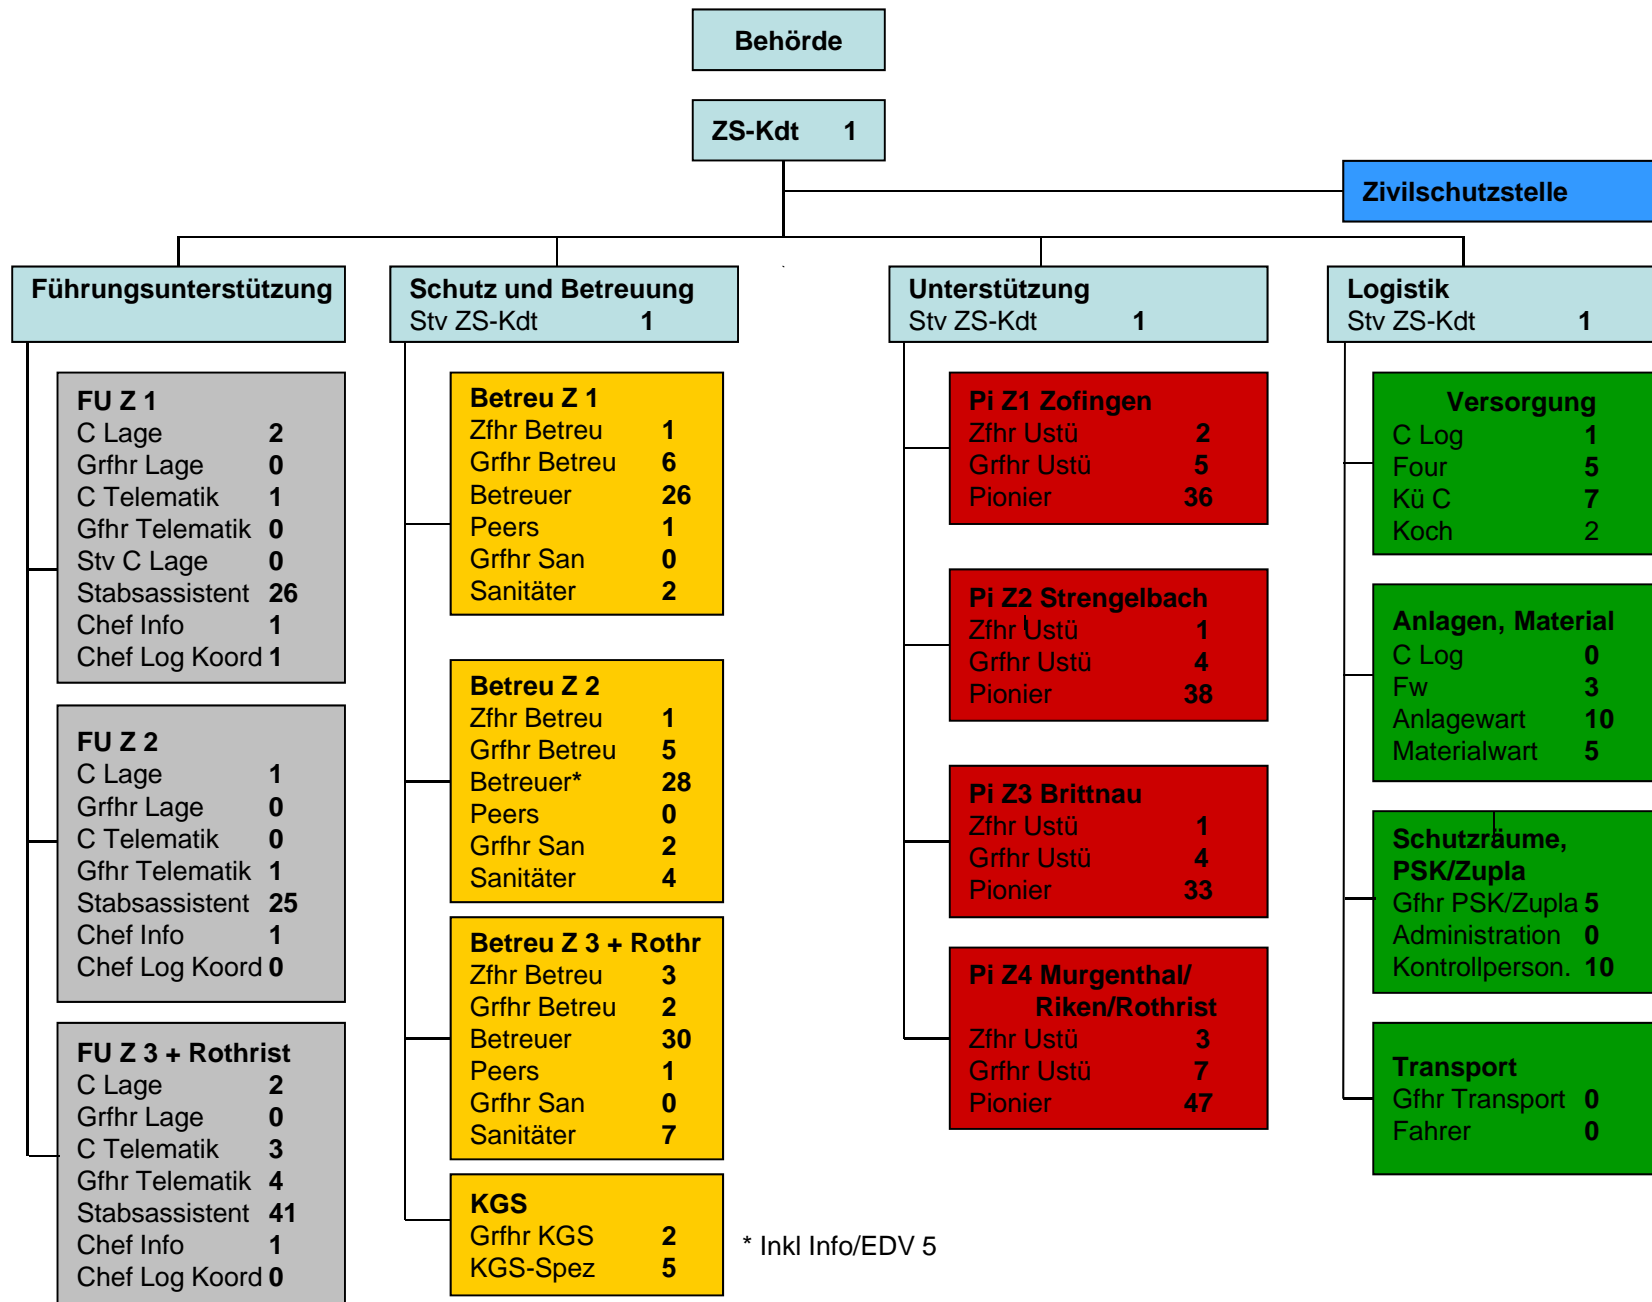 Behörde
ZS-Kdt 1
Zivilschutzstelle
Führungsunterstützung
FU Z 1
C Lage 2
Grfhr Lage 0
C Telematik 1
Gfhr Telematik 0
Stv C Lage 0
Stabsassistent 26
Chef Info 1
Chef Log Koord 1
FU Z 2
C Lage 1
Grfhr Lage 0
C Telematik 0
Gfhr Telematik 1
Stabsassistent 25
Chef Info 1
Chef Log Koord 0
FU Z 3 + Rothrist
C Lage 2
Grfhr Lage 0
C Telematik 3
Gfhr Telematik 4
Stabsassistent 41
Chef Info 1
Chef Log Koord 0
Schutz und Betreuung
Stv ZS-Kdt 1
Betreu Z 1
Zfhr Betreu 1
Grfhr Betreu 6
Betreuer 26
Peers 1
Grfhr San 0
Sanitäter 2
Betreu Z 2
Zfhr Betreu 1
Grfhr Betreu 5
Betreuer* 28
Peers 0
Grfhr San 2
Sanitäter 4
Betreu Z 3 + Rothr
Zfhr Betreu 3
Grfhr Betreu 2
Betreuer 30
Peers 1
Grfhr San 0
Sanitäter 7
KGS
Grfhr KGS 2
KGS-Spez 5
* Inkl Info/EDV 5
Unterstützung
Stv ZS-Kdt 1
Pi Z1 Zofingen
Zfhr Ustü 2
Grfhr Ustü 5
Pionier 36
Pi Z2 Strengelbach
Zfhr Ustü 1
Grfhr Ustü 4
Pionier 38
Pi Z3 Brittnau
Zfhr Ustü 1
Grfhr Ustü 4
Pionier 33
Pi Z4 Murgenthal/
Riken/Rothrist
Zfhr Ustü 3
Grfhr Ustü 7
Pionier 47
Logistik
Stv ZS-Kdt 1
Versorgung
C Log 1
Four 5
Kü C 7
Koch 2
Anlagen, Material
C Log 0
Fw 3
Anlagewart 10
Materialwart 5
Schutzräume,
PSK/Zupla
Gfhr PSK/Zupla 5
Administration 0
Kontrollperson. 10
Transport
Gfhr Transport 0
Fahrer 0